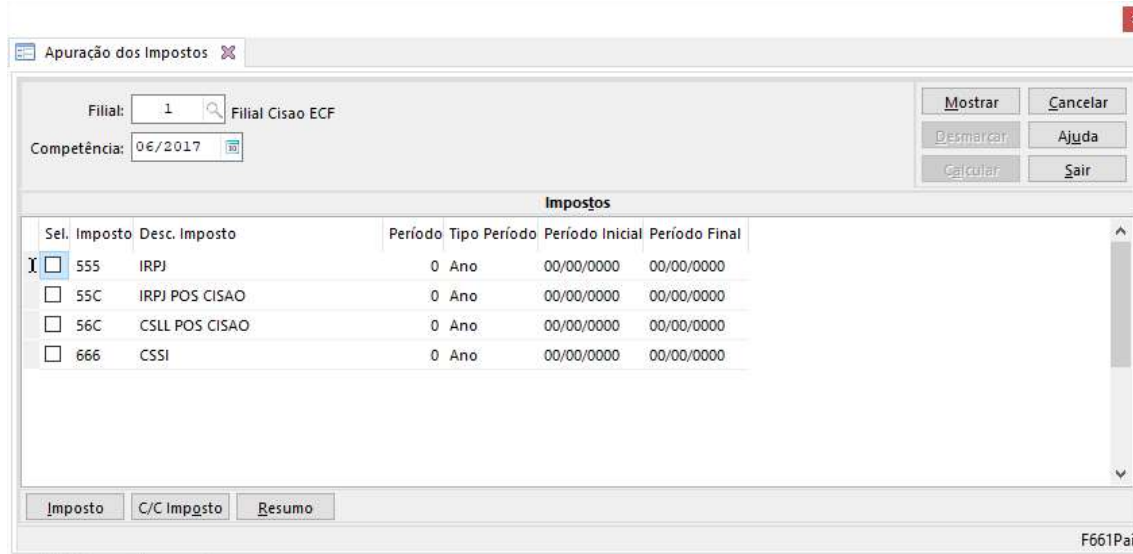 Apuração dos Impostos
Filial: 1 Filial Cisao ECF
Mostrar Cancelar
Competência: 06/2017
Desmarcar Ajuda
Calcular Sair
Impostos
Sel. Imposto Desc. Imposto Período Tipo Período Período Inicial Período Final
555 IRPJ 0 Ano 00/00/0000 00/00/0000
55C IRPJ POS CISAO 0 Ano 00/00/0000 00/00/0000
56C CSLL POS CISAO 0 Ano 00/00/0000 00/00/0000
666 CSSI 0 Ano 00/00/0000 00/00/0000
Imposto C/C Imposto Resumo
F661Pai